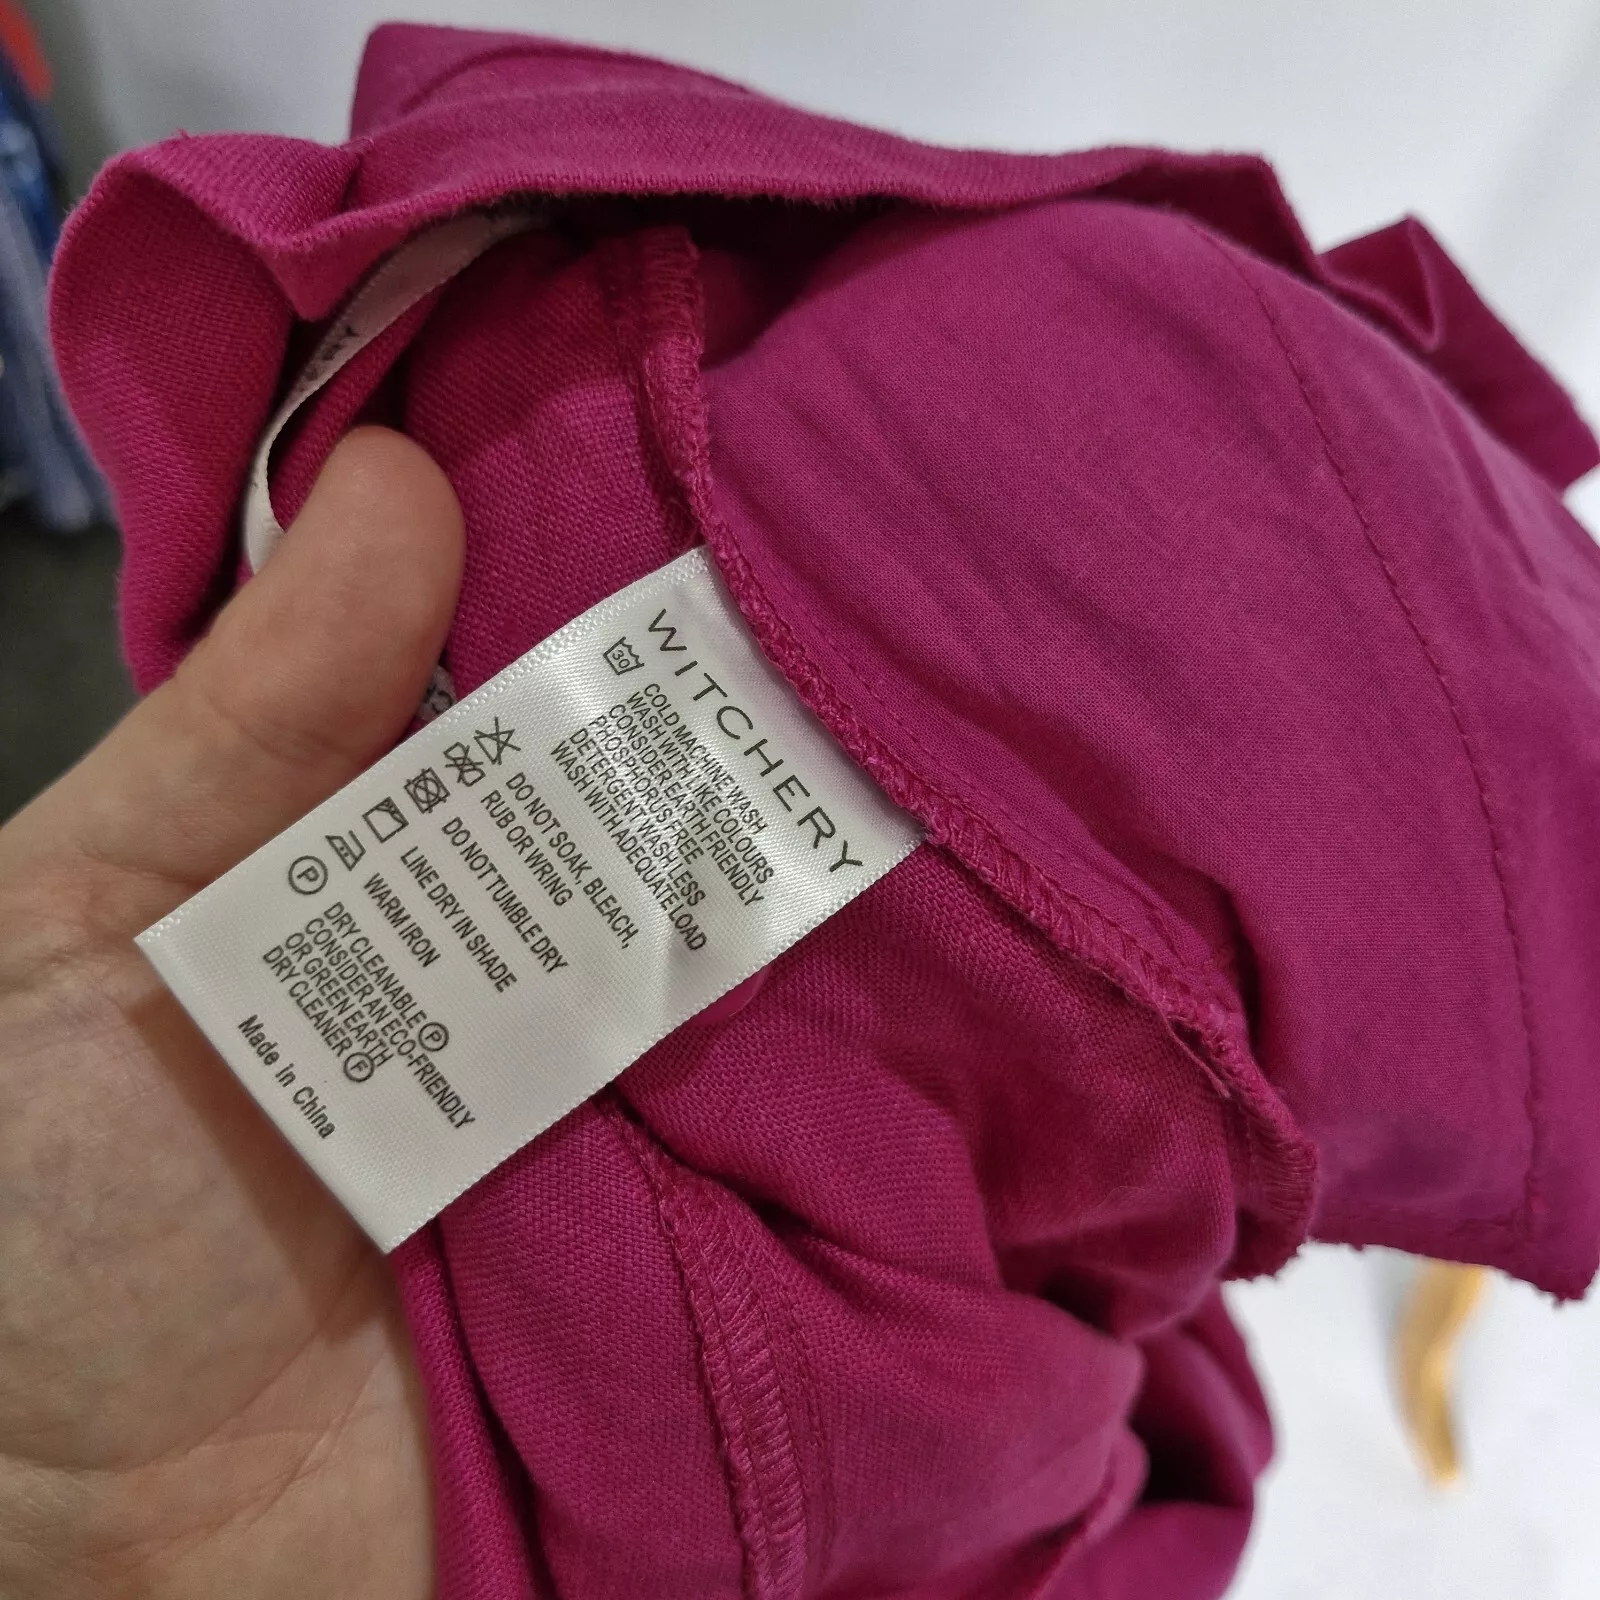 WITCHERY
30
COLD MACHINE WASH
WASH WITH LIKE COLOURS
CONSIDER EARTH FRIENDLY
PHOSPHORUS FREE
DETERGENT WASH LESS
WASH WITH ADEQUATE LOAD
DO NOT SOAK, BLEACH,
RUB OR WRING
DO NOT TUMBLE DRY
LINE DRY IN SHADE
WARM IRON
P
DRY CLEANABLE P
CONSIDER AN ECO-FRIENDLY
OR GREEN EARTH
DRY CLEANER F
Made in China